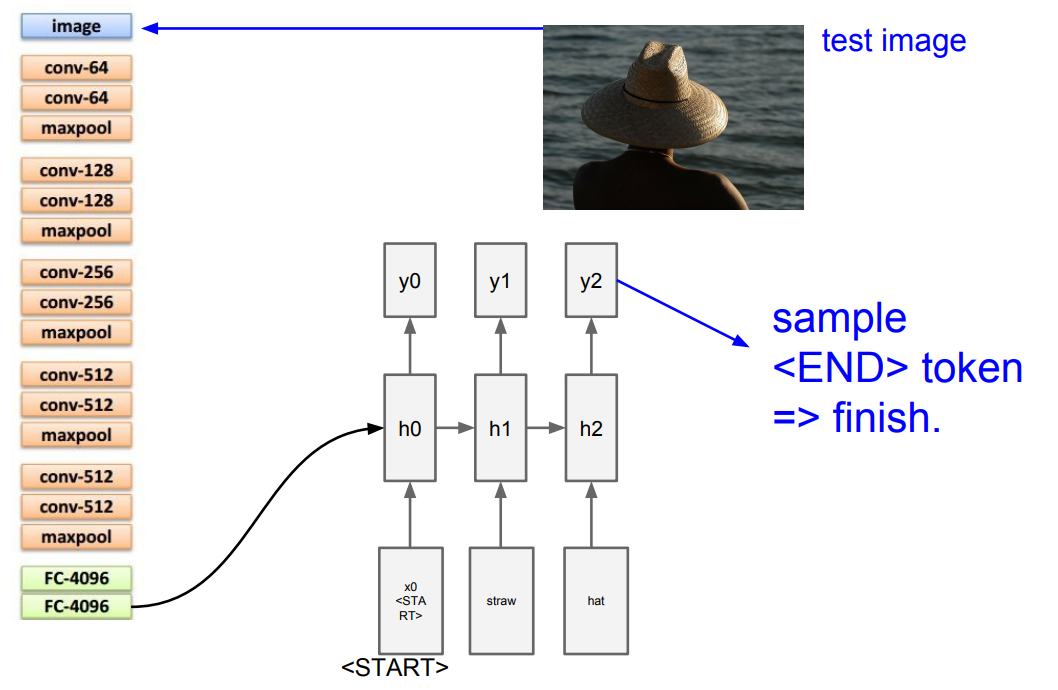 image
conv-64
conv-64
maxpool
conv-128
conv-128
maxpool
conv-256
conv-256
maxpool
conv-512
conv-512
maxpool
conv-512
conv-512
maxpool
FC-4096
FC-4096
test image
y0
y1
y2
sample
<END> token
=> finish.
h0
h1
h2
x0
<STA
RT>
straw
hat
<START>